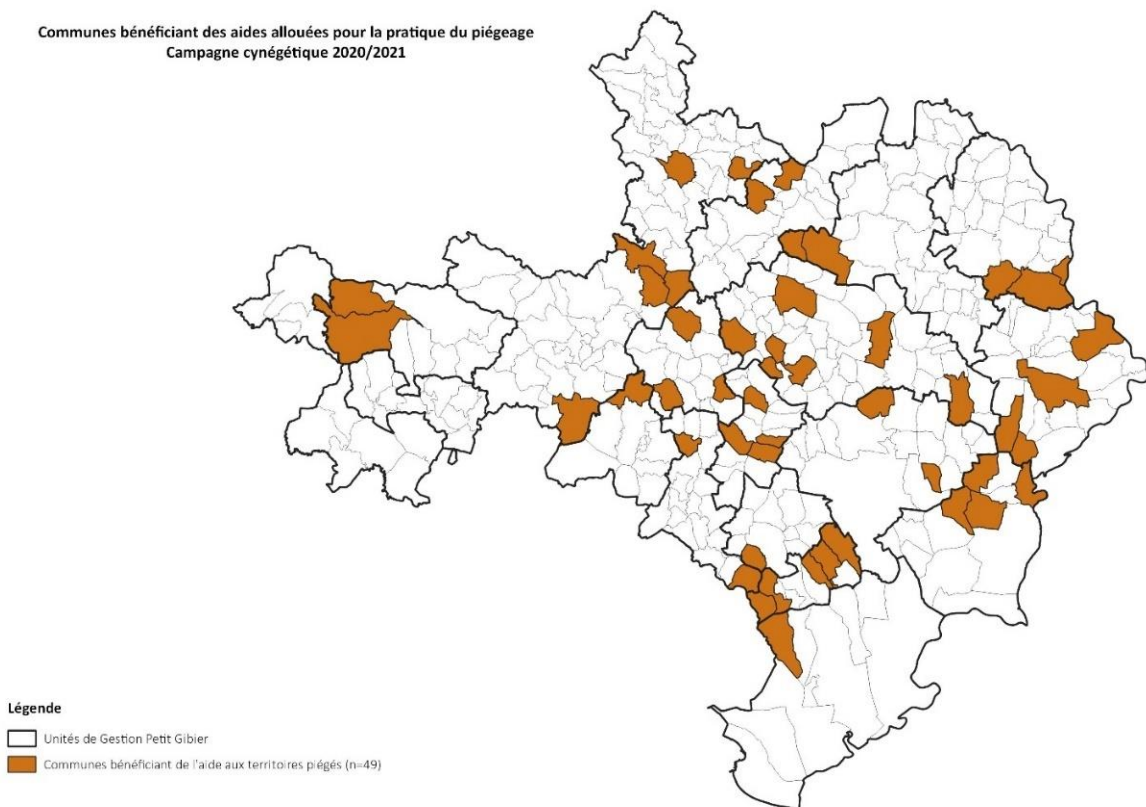 Communes bénéficiant des aides allouées pour la pratique du piégeage
Campagne cynégétique 2020/2021
Légende
Unités de Gestion Petit Gibier
Communes bénéficiant de l'aide aux territoires piégés (n=49)